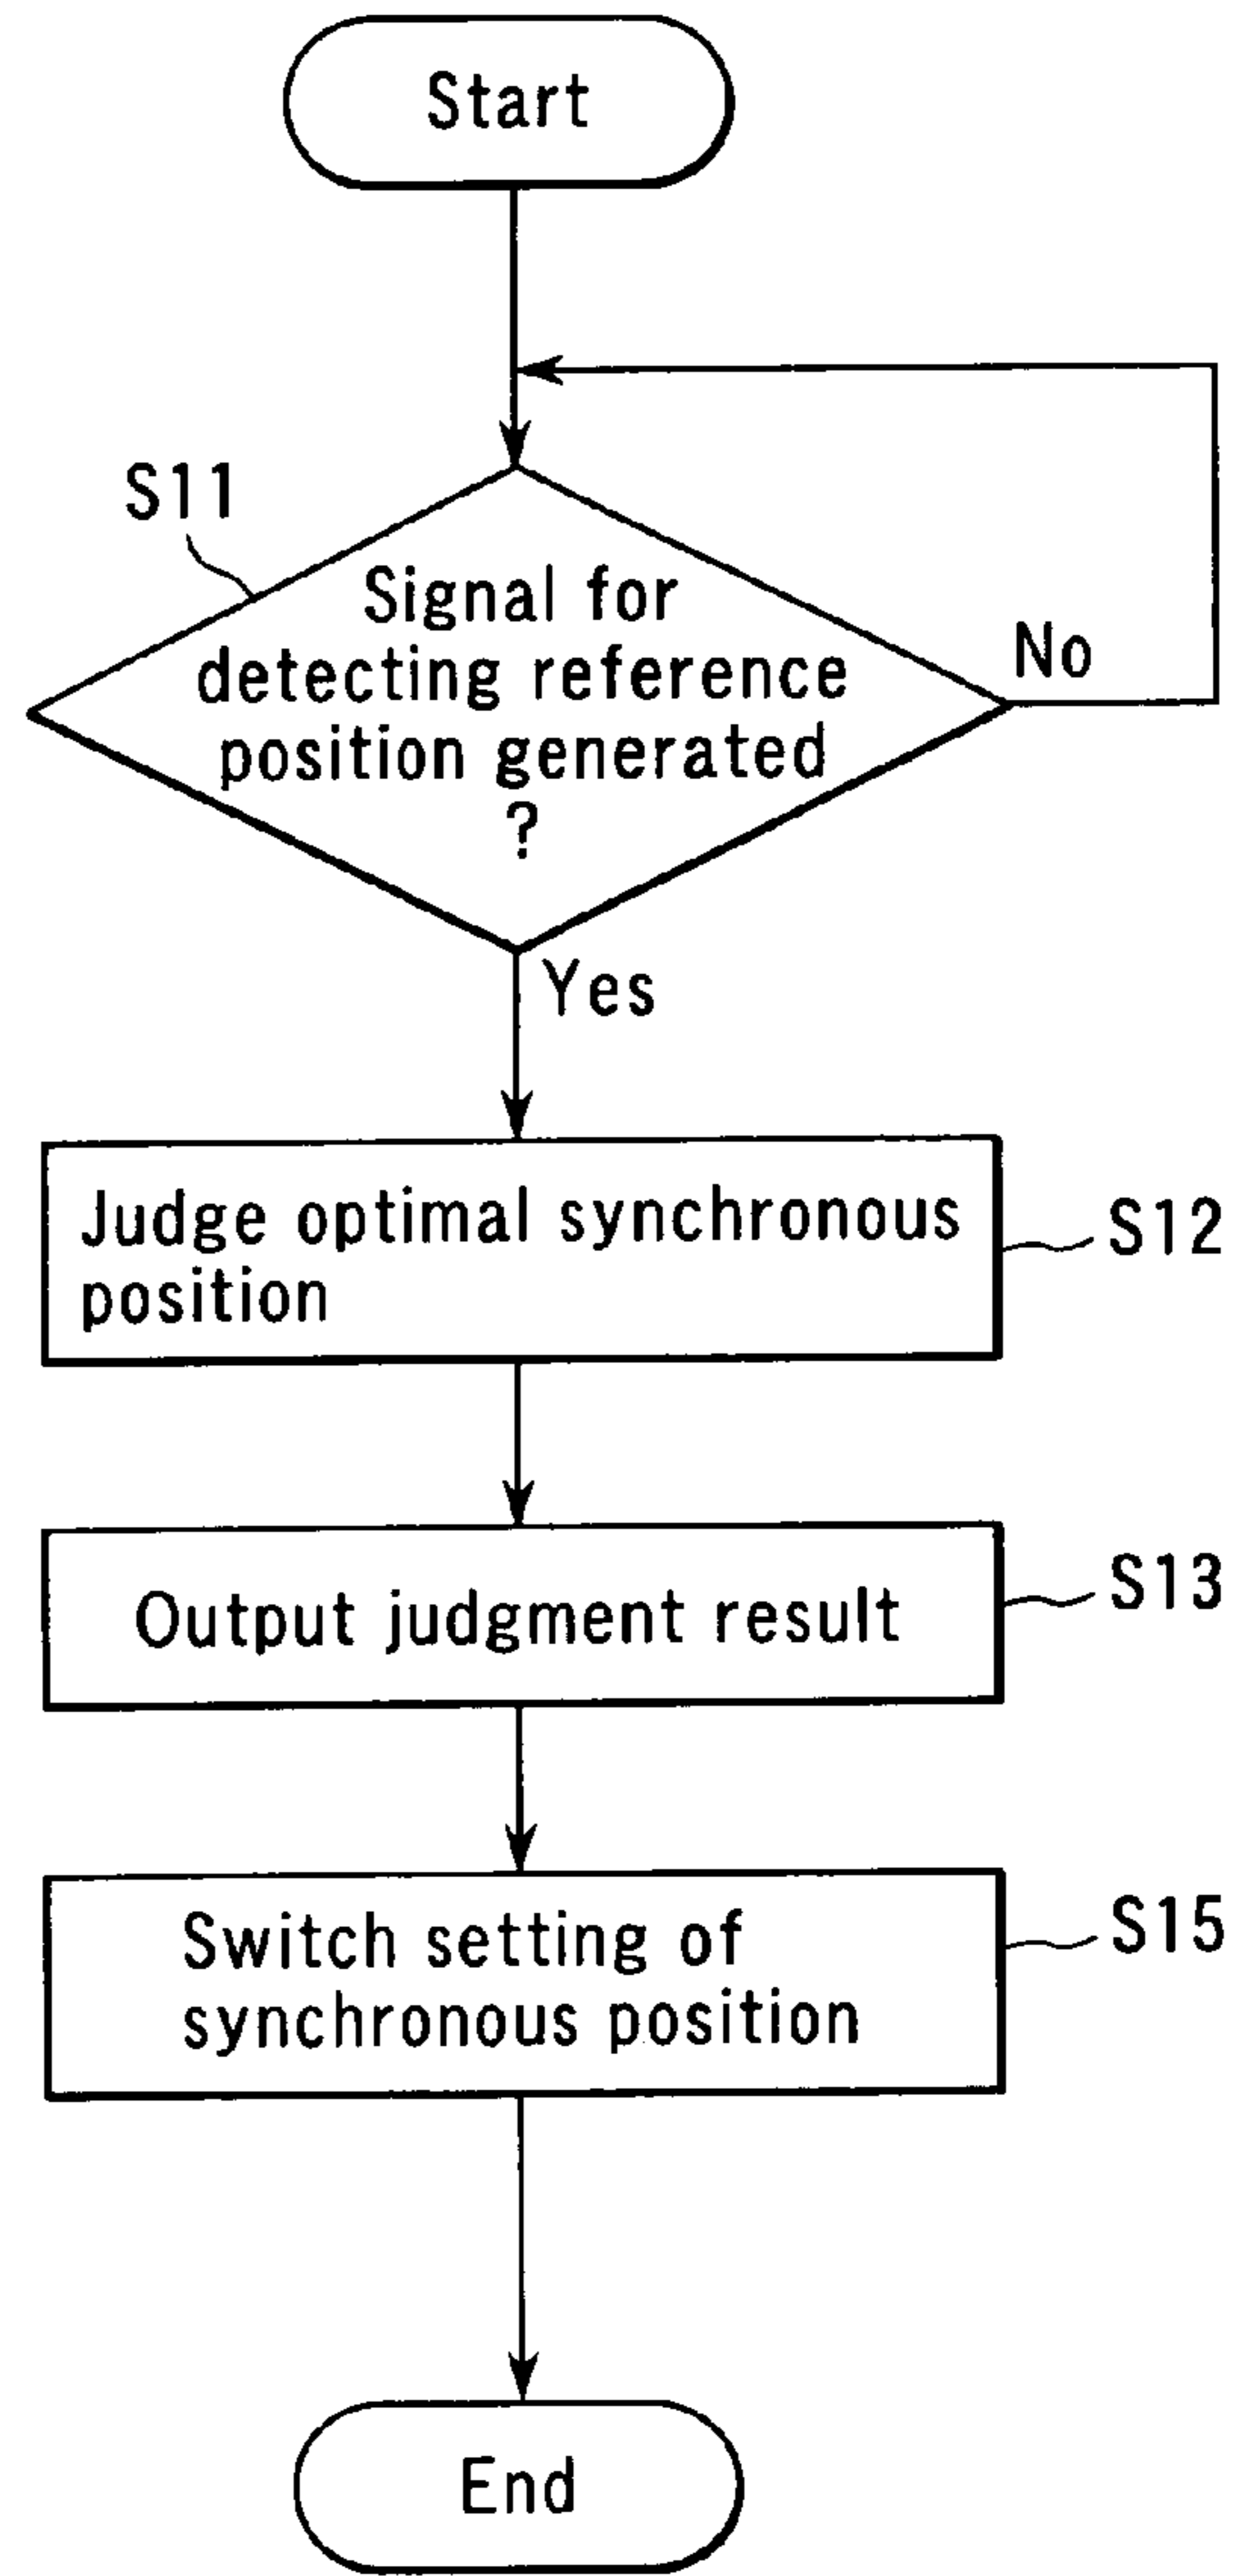 Start
S11
Signal for
detecting reference
position generated
?
No
Yes
Judge optimal synchronous
position
S12
Output judgment result
S13
Switch setting of
synchronous position
S15
End